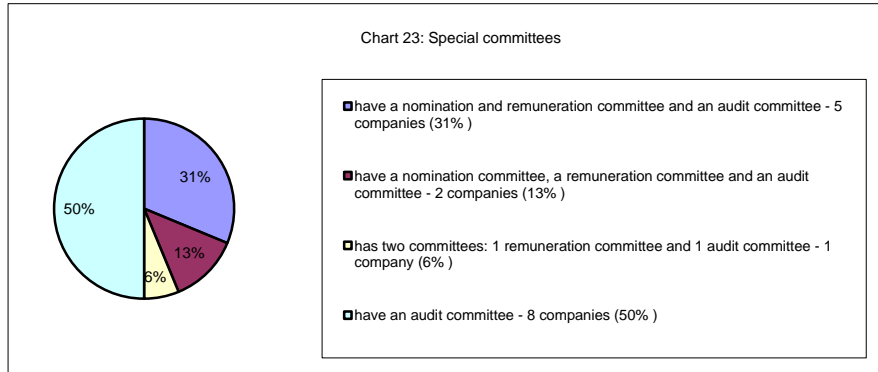 Chart 23: Special committees
31%
13%
6%
50%
have a nomination and remuneration committee and an audit committee - 5
companies (31% )
have a nomination committee, a remuneration committee and an audit
committee - 2 companies (13% )
has two committees: 1 remuneration committee and 1 audit committee - 1
company (6% )
have an audit committee - 8 companies (50% )